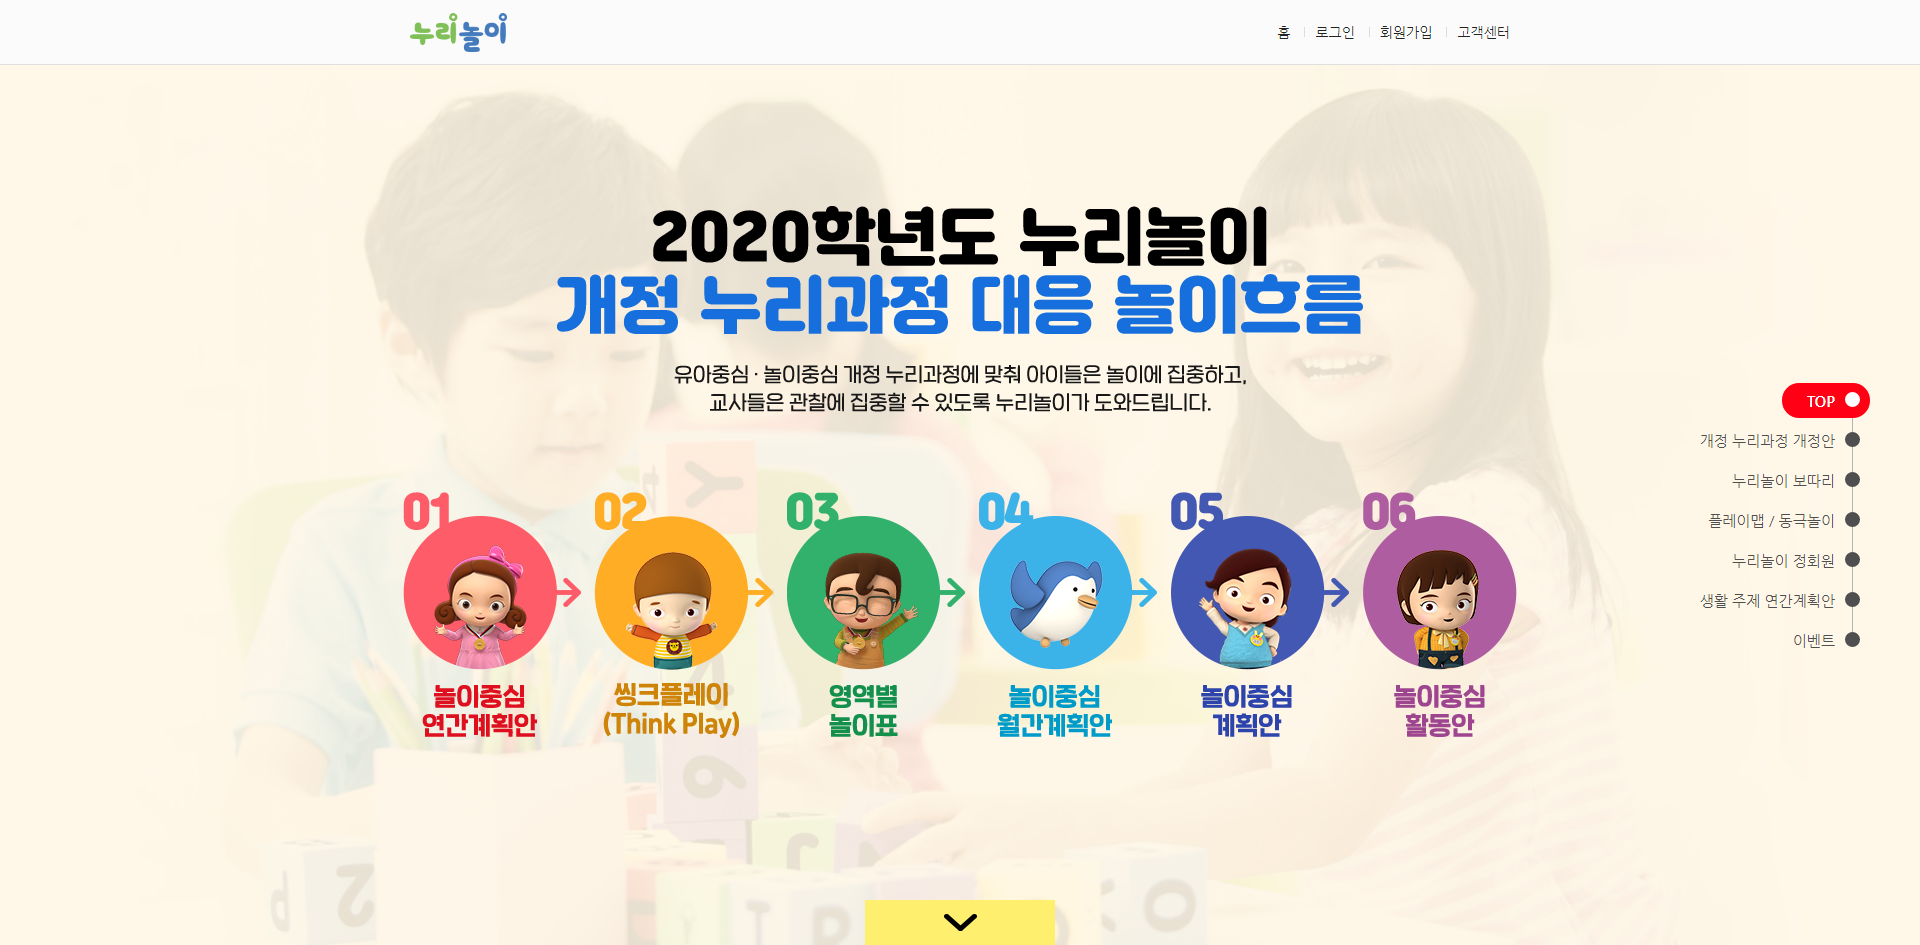 누리놀이
홈
로그인
회원가입
고객센터
2020학년도 누리놀이
개정 누리과정 대응 놀이흐름
유아중심 · 놀이중심 개정 누리과정에 맞춰 아이들은 놀이에 집중하고,
교사들은 관찰에 집중할 수 있도록 누리놀이가 도와드립니다.
TOP
개정 누리과정 개정안
누리놀이 보따리
플레이맵 / 동극놀이
누리놀이 정회원
생활 주제 연간계획안
이벤트
01
놀이중심
연간계획안
02
씽크플레이
(Think Play)
03
영역별
놀이표
04
놀이중심
월간계획안
05
놀이중심
계획안
06
놀이중심
활동안